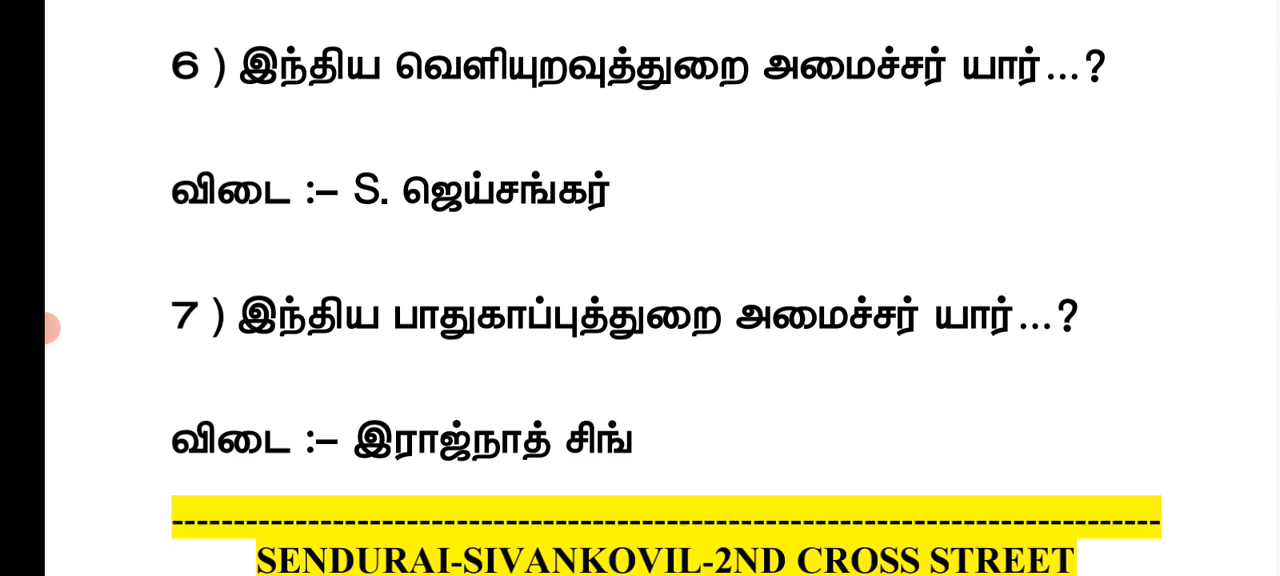 6 ) இந்திய வெளியுறவுத்துறை அமைச்சர் யார்...?
விடை :– S. ஜெய்சங்கர்
7 ) இந்திய பாதுகாப்புத்துறை அமைச்சர் யார்...?
விடை :– இராஜ்நாத் சிங்
--------------------------------------------------------------------------------
SENDURAI-SIVANKOVIL-2ND CROSS STREET